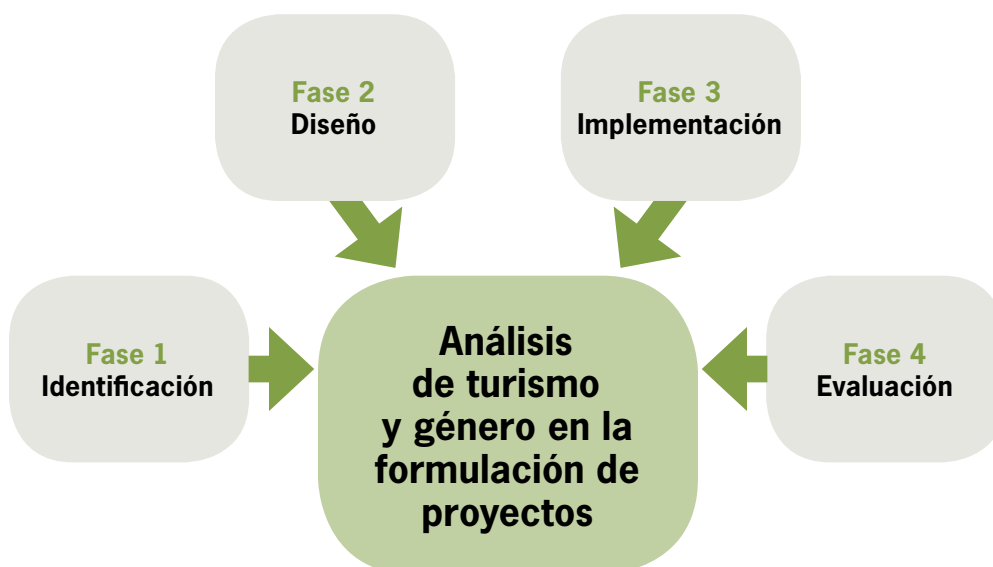 Fase 2
Diseño
Fase 3
Implementación
Fase 1
Identificación
Análisis
de turismo
y género en la
formulación de
proyectos
Fase 4
Evaluación